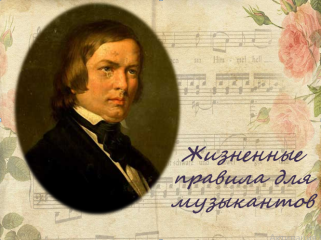 Жизненные
правила для
музыкантов